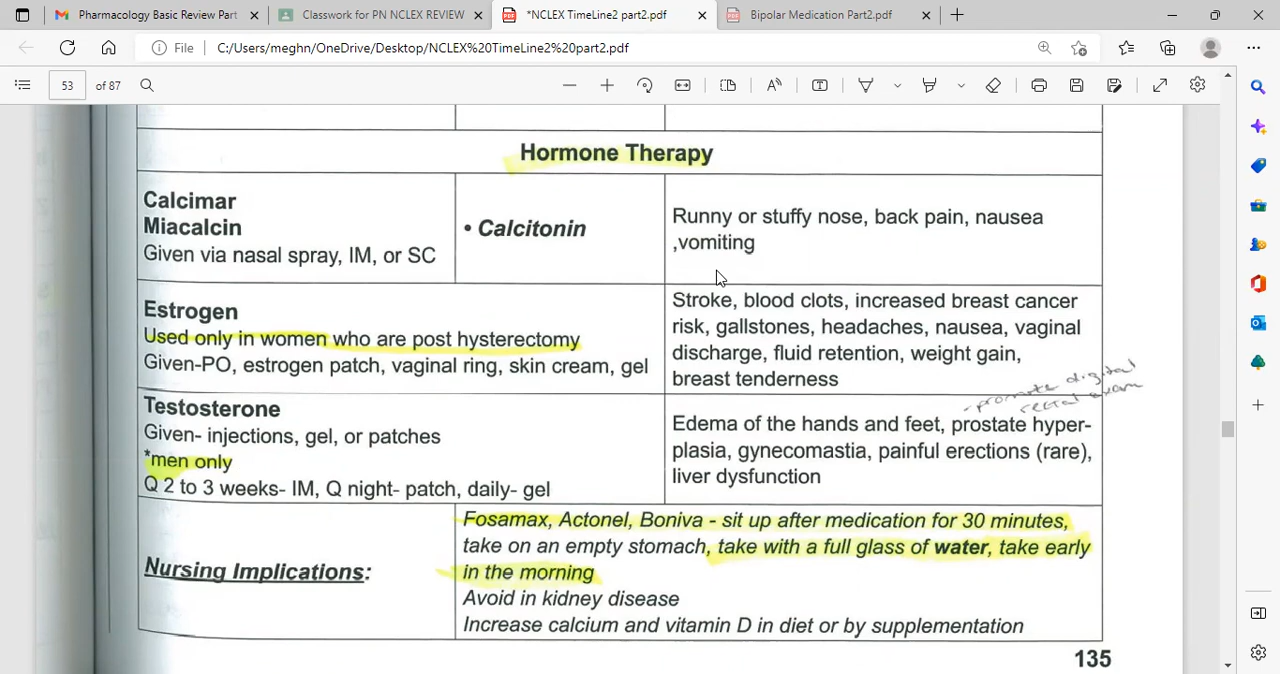 Pharmacology Basic Review Part
Classwork for PN NCLEX REVIEW
*NCLEX TimeLine2 part2.pdf
Bipolar Medication Part2.pdf
File
C:/Users/meghn/OneDrive/Desktop/NCLEX%20TimeLine2%20part2.pdf
53 of 87
Hormone Therapy
Calcimar
Miacalcin
Given via nasal spray, IM, or SC
• Calcitonin
Runny or stuffy nose, back pain, nausea
,vomiting
Estrogen
Used only in women who are post hysterectomy
Given-PO, estrogen patch, vaginal ring, skin cream, gel
Stroke, blood clots, increased breast cancer
risk, gallstones, headaches, nausea, vaginal
discharge, fluid retention, weight gain,
breast tenderness
-promote digital
rectal exam
Testosterone
Given- injections, gel, or patches
*men only
Q 2 to 3 weeks- IM, Q night- patch, daily- gel
Edema of the hands and feet, prostate hyper-
plasia, gynecomastia, painful erections (rare),
liver dysfunction
Nursing Implications:
Fosamax, Actonel, Boniva - sit up after medication for 30 minutes,
take on an empty stomach, take with a full glass of water, take early
in the morning
Avoid in kidney disease
Increase calcium and vitamin D in diet or by supplementation
135